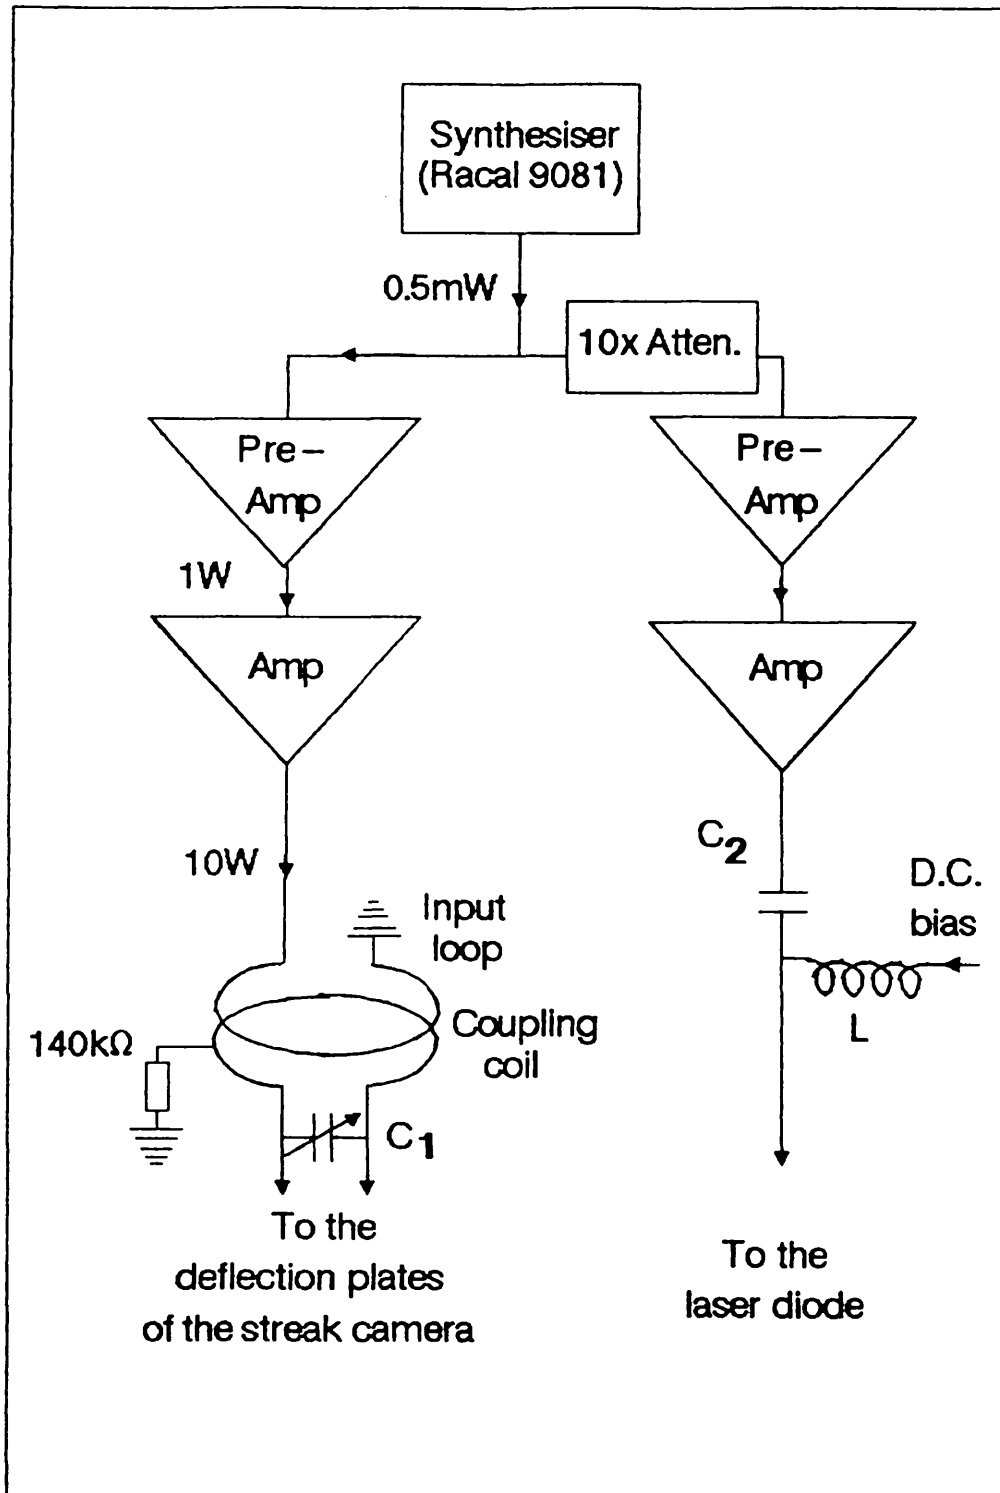 Synthesiser
(Racal 9081)
0.5mW
10x Atten.
Pre-
Amp
Pre-
Amp
1W
Amp
Amp
C2
10W
D.C.
bias
Input
loop
L
140kΩ
Coupling
coil
C1
To the
deflection plates
of the streak camera
To the
laser diode